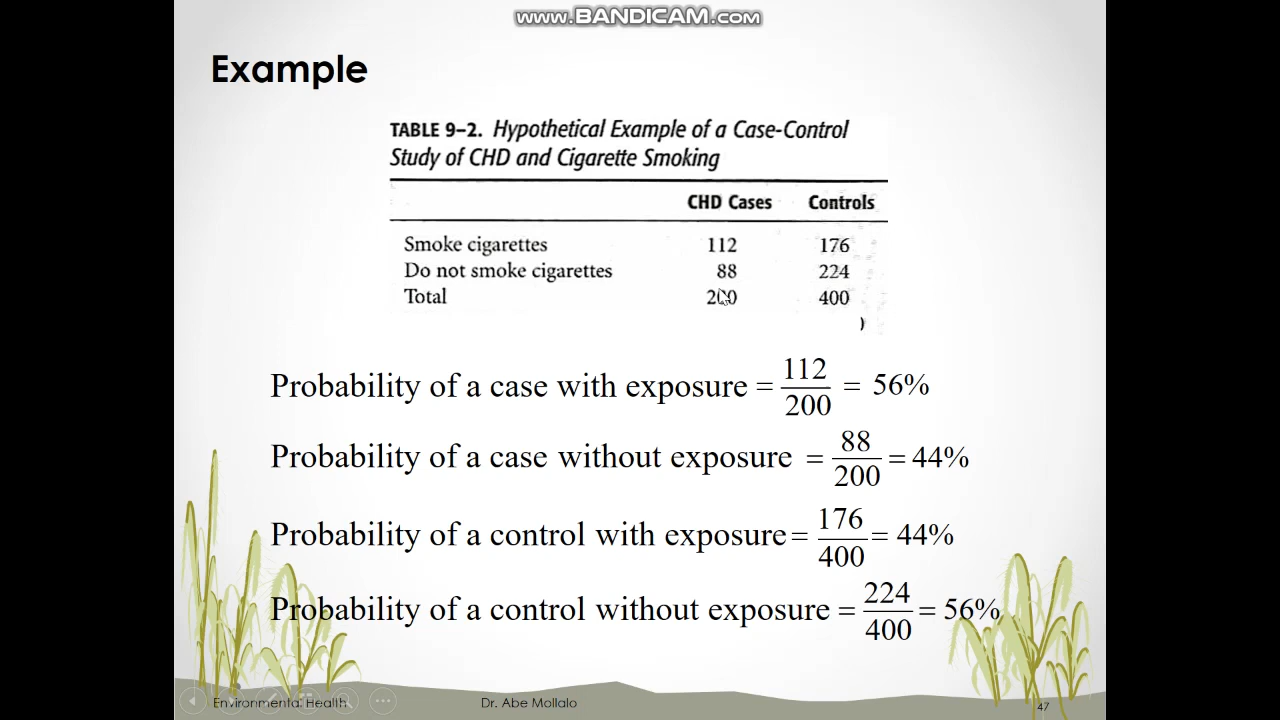 www.BANDICAM.com
Example
TABLE 9–2. Hypothetical Example of a Case-Control
Study of CHD and Cigarette Smoking
CHD Cases Controls
Smoke cigarettes 112 176
Do not smoke cigarettes 88 224
Total 200 400
)
Probability of a case with exposure = 112/200 = 56%
Probability of a case without exposure = 88/200 = 44%
Probability of a control with exposure = 176/400 = 44%
Probability of a control without exposure = 224/400 = 56%
Environmental Health Dr. Abe Mollalo 47